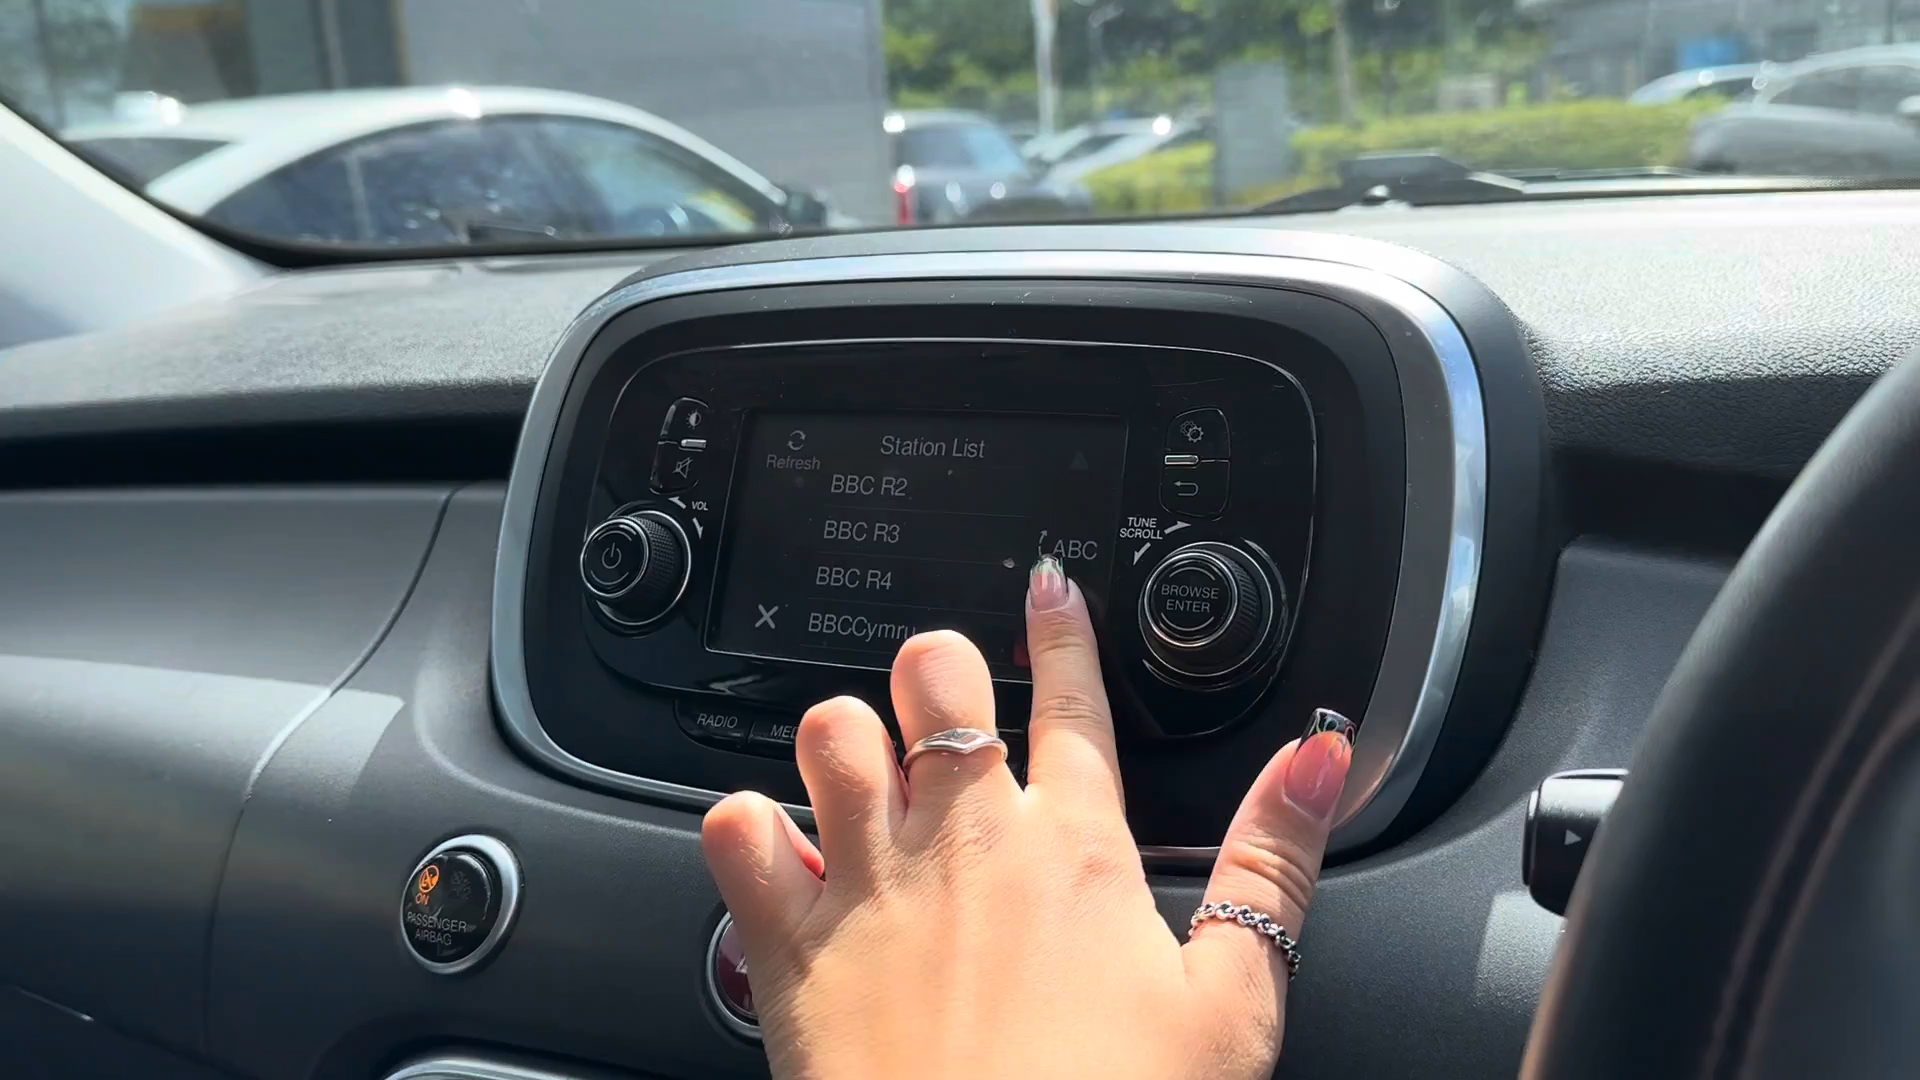 Refresh
Station List
BBC R2
BBC R3
BBC R4
BBCCymru
ABC
VOL
TUNE
SCROLL
BROWSE
ENTER
RADIO
ON
PASSENGER
AIRBAG